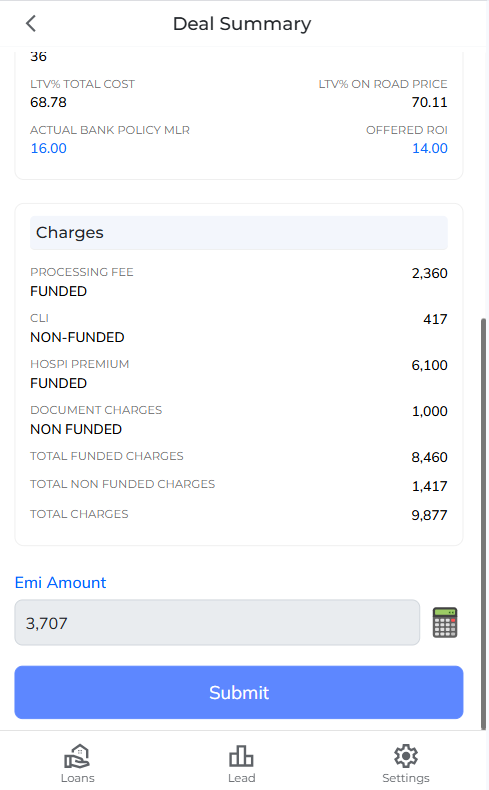 Deal Summary
36
LTV% TOTAL COST LTV% ON ROAD PRICE
68.78 70.11
ACTUAL BANK POLICY MLR OFFERED ROI
16.00 14.00
Charges
PROCESSING FEE 2,360
FUNDED
CLI 417
NON-FUNDED
HOSPI PREMIUM 6,100
FUNDED
DOCUMENT CHARGES 1,000
NON FUNDED
TOTAL FUNDED CHARGES 8,460
TOTAL NON FUNDED CHARGES 1,417
TOTAL CHARGES 9,877
Emi Amount
3,707
Submit
Loans Lead Settings